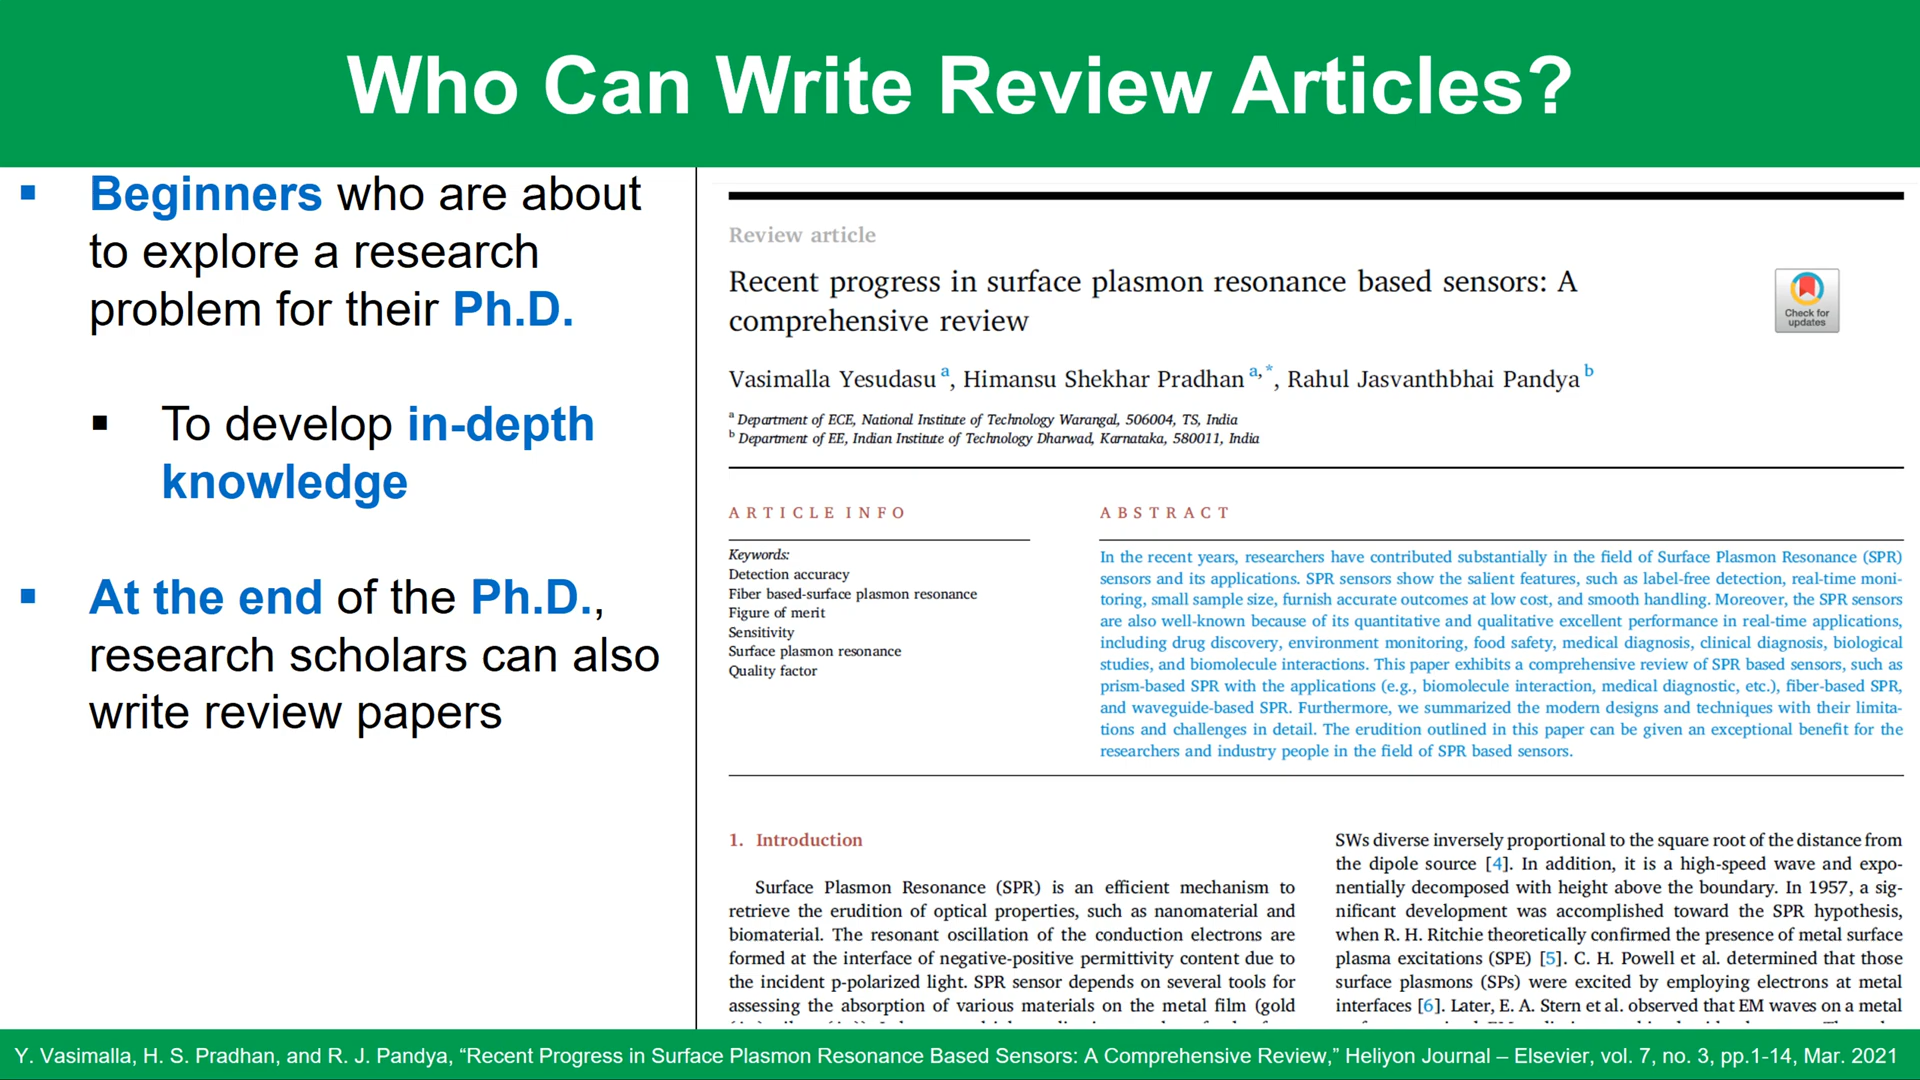 Who Can Write Review Articles?
▪ Beginners who are about
to explore a research
problem for their Ph.D.
▪ To develop in-depth
knowledge
▪ At the end of the Ph.D.,
research scholars can also
write review papers
Review article
Recent progress in surface plasmon resonance based sensors: A
comprehensive review
Check for
updates
Vasimalla Yesudasu a, Himansu Shekhar Pradhan a,*, Rahul Jasvanthbhai Pandya b
a Department of ECE, National Institute of Technology Warangal, 506004, TS, India
b Department of EE, Indian Institute of Technology Dharwad, Karnataka, 580011, India
ARTICLE INFO
Keywords:
Detection accuracy
Fiber based-surface plasmon resonance
Figure of merit
Sensitivity
Surface plasmon resonance
Quality factor
ABSTRACT
In the recent years, researchers have contributed substantially in the field of Surface Plasmon Resonance (SPR)
sensors and its applications. SPR sensors show the salient features, such as label-free detection, real-time moni-
toring, small sample size, furnish accurate outcomes at low cost, and smooth handling. Moreover, the SPR sensors
are also well-known because of its quantitative and qualitative excellent performance in real-time applications,
including drug discovery, environment monitoring, food safety, medical diagnosis, clinical diagnosis, biological
studies, and biomolecule interactions. This paper exhibits a comprehensive review of SPR based sensors, such as
prism-based SPR with the applications (e.g., biomolecule interaction, medical diagnostic, etc.), fiber-based SPR,
and waveguide-based SPR. Furthermore, we summarized the modern designs and techniques with their limita-
tions and challenges in detail. The erudition outlined in this paper can be given an exceptional benefit for the
researchers and industry people in the field of SPR based sensors.
1. Introduction
Surface Plasmon Resonance (SPR) is an efficient mechanism to
retrieve the erudition of optical properties, such as nanomaterial and
biomaterial. The resonant oscillation of the conduction electrons are
formed at the interface of negative-positive permittivity content due to
the incident p-polarized light. SPR sensor depends on several tools for
assessing the absorption of various materials on the metal film (gold
SWs diverse inversely proportional to the square root of the distance from
the dipole source [4]. In addition, it is a high-speed wave and expo-
nentially decomposed with height above the boundary. In 1957, a sig-
nificant development was accomplished toward the SPR hypothesis,
when R. H. Ritchie theoretically confirmed the presence of metal surface
plasma excitations (SPE) [5]. C. H. Powell et al. determined that those
surface plasmons (SPs) were excited by employing electrons at metal
interfaces [6]. Later, E. A. Stern et al. observed that EM waves on a metal
Y. Vasimalla, H. S. Pradhan, and R. J. Pandya, “Recent Progress in Surface Plasmon Resonance Based Sensors: A Comprehensive Review,” Heliyon Journal – Elsevier, vol. 7, no. 3, pp.1-14, Mar. 2021